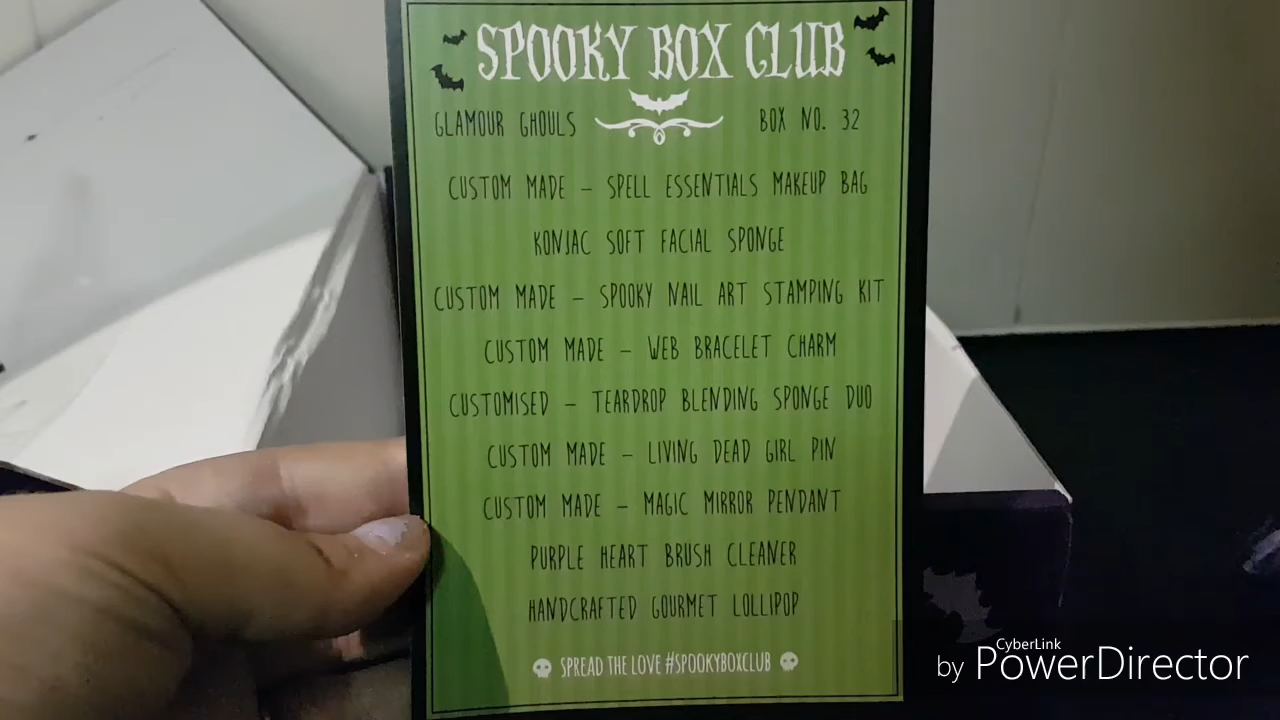 SPOOKY BOX CLUB
GLAMOUR GHOULS BOX NO. 32
CUSTOM MADE – SPELL ESSENTIALS MAKEUP BAG
KONJAC SOFT FACIAL SPONGE
CUSTOM MADE – SPOOKY NAIL ART STAMPING KIT
CUSTOM MADE – WEB BRACELET CHARM
CUSTOMISED – TEARDROP BLENDING SPONGE DUO
CUSTOM MADE – LIVING DEAD GIRL PIN
CUSTOM MADE – MAGIC MIRROR PENDANT
PURPLE HEART BRUSH CLEANER
HANDCRAFTED GOURMET LOLLIPOP
SPREAD THE LOVE #SPOOKYBOXCLUB
CyberLink
by PowerDirector